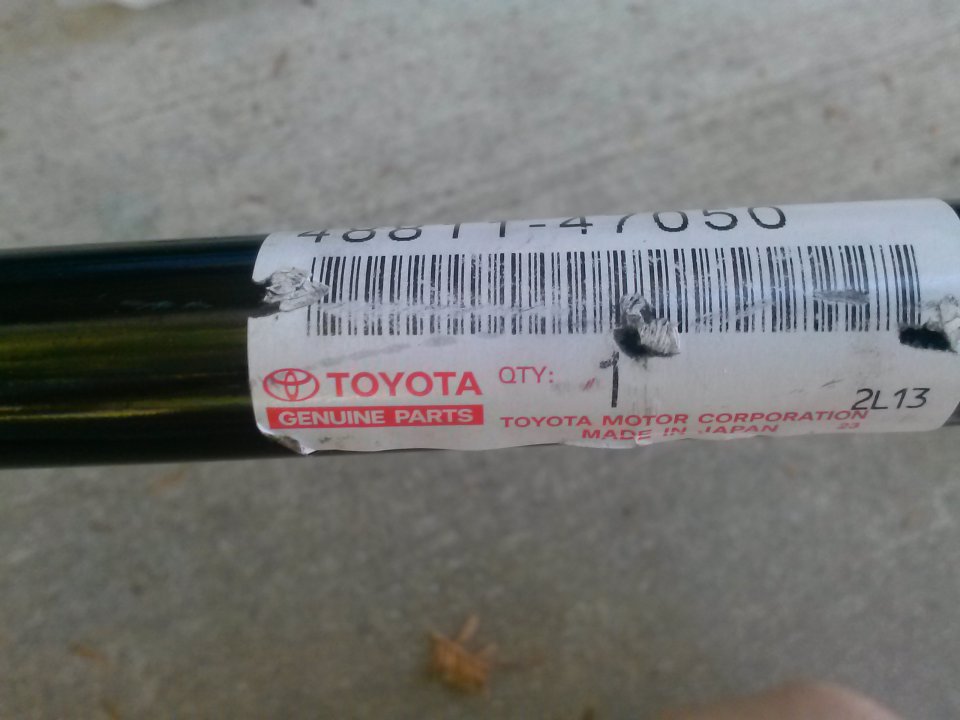 48811-47050
TOYOTA
GENUINE PARTS
QTY: 1
2L13
TOYOTA MOTOR CORPORATION
MADE IN JAPAN 23